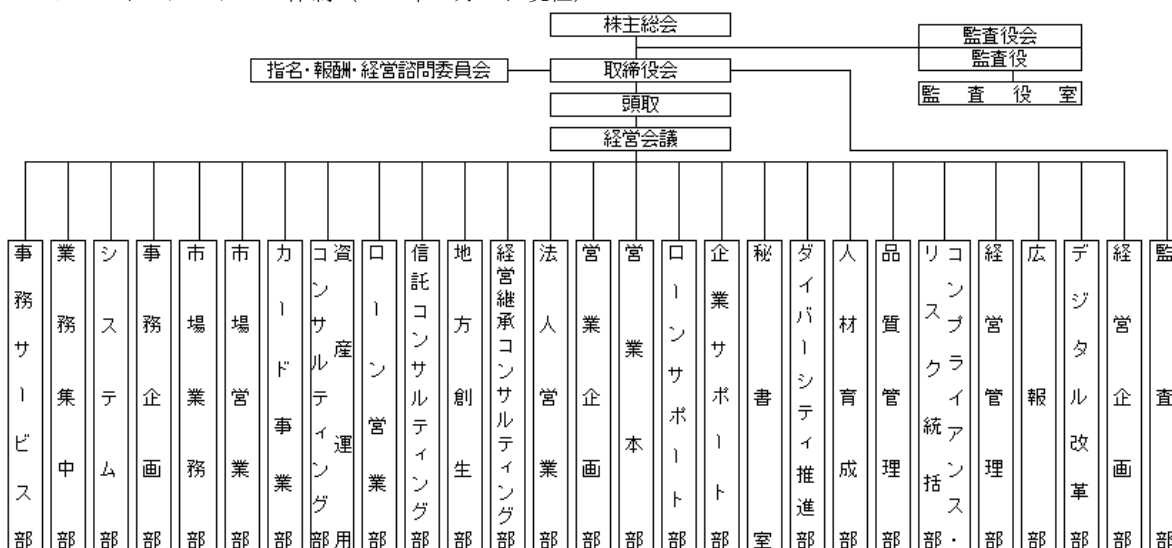 株主総会
監査役会
監査役
監査役室
指名・報酬・経営諮問委員会
取締役会
頭取
経営会議
監査部
経営企画部
デジタル改革部
広報部
経営管理部
コンプライアンス・
リスク統括部
品質管理部
人材育成部
ダイバーシティ推進部
秘書室
企業サポート部
ローンサポート部
営業本部
営業企画部
法人営業部
経営継承コンサルティング部
地方創生部
信託コンサルティング部
ローン営業部
資産運用
コンサルティング部
カード事業部
市場営業部
市場業務部
事務企画部
システム部
業務集中部
事務サービス部